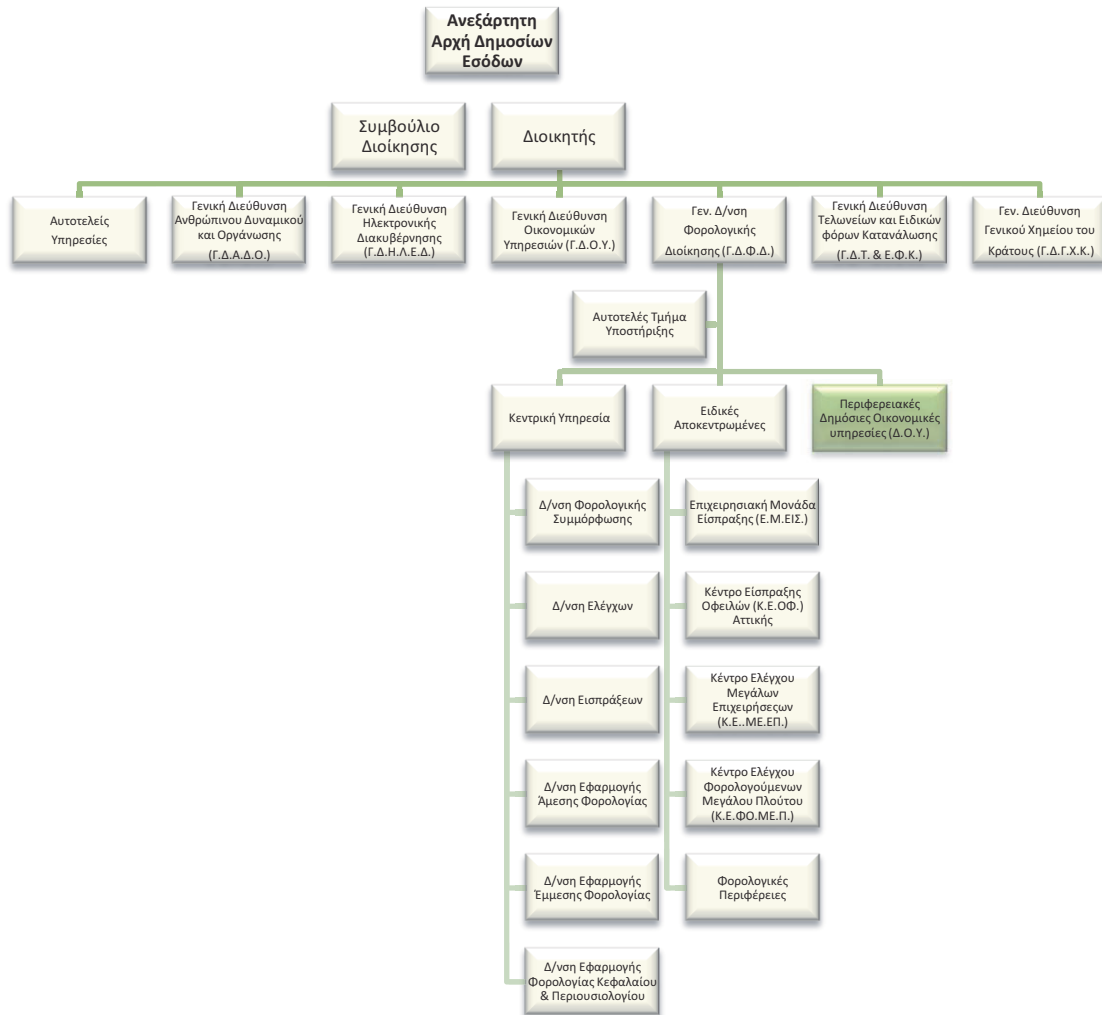 Ανεξάρτητη
Αρχή Δημοσίων
Εσόδων
Συμβούλιο
Διοίκησης
Διοικητής
Αυτοτελείς
Υπηρεσίες
Γενική Διεύθυνση
Ανθρώπινου Δυναμικού
και Οργάνωσης
(Γ.Δ.Α.Δ.Ο.)
Γενική Διεύθυνση
Ηλεκτρονικής
Διακυβέρνησης
(Γ.Δ.Η.Λ.Ε.Δ.)
Γενική Διεύθυνση
Οικονομικών
Υπηρεσιών (Γ.Δ.Ο.Υ.)
Γεν. Δ/νση
Φορολογικής
Διοίκησης (Γ.Δ.Φ.Δ.)
Γενική Διεύθυνση
Τελωνείων και Ειδικών
φόρων Κατανάλωσης
(Γ.Δ.Τ. & Ε.Φ.Κ.)
Γεν. Διεύθυνση
Γενικού Χημείου του
Κράτους (Γ.Δ.Γ.Χ.Κ.)
Αυτοτελές Τμήμα
Υποστήριξης
Κεντρική Υπηρεσία
Ειδικές
Αποκεντρωμένες
Περιφερειακές
Δημόσιες Οικονομικές
υπηρεσίες (Δ.Ο.Υ.)
Δ/νση Φορολογικής
Συμμόρφωσης
Δ/νση Ελέγχων
Δ/νση Εισπράξεων
Δ/νση Εφαρμογής
Άμεσης Φορολογίας
Δ/νση Εφαρμογής
Έμμεσης Φορολογίας
Δ/νση Εφαρμογής
Φορολογίας Κεφαλαίου
& Περιουσιολογίου
Επιχειρησιακή Μονάδα
Είσπραξης (Ε.Μ.ΕΙΣ.)
Κέντρο Είσπραξης
Οφειλών (Κ.Ε.ΟΦ.)
Αττικής
Κέντρο Ελέγχου
Μεγάλων
Επιχειρήσεςων
(Κ.Ε..ΜΕ.ΕΠ.)
Κέντρο Ελέγχου
Φορολογούμενων
Μεγάλου Πλούτου
(Κ.Ε.ΦΟ.ΜΕ.Π.)
Φορολογικές
Περιφέρειες